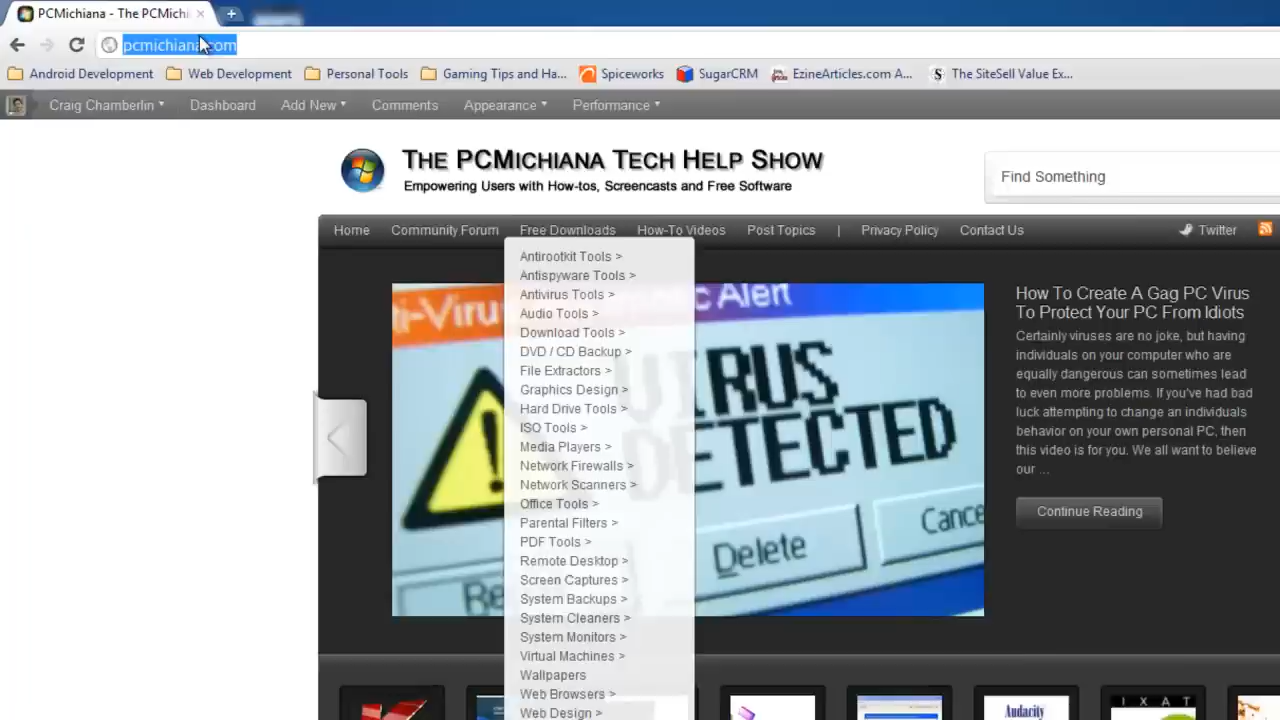 PCMichiana - The PCMichi
pcmichiana.com
Android Development Web Development Personal Tools Gaming Tips and Ha... Spiceworks SugarCRM EzineArticles.com A... The SiteSell Value Ex...
Craig Chamberlin Dashboard Add New Comments Appearance Performance
The PCMichiana Tech Help Show
Empowering Users with How-tos, Screencasts and Free Software
Find Something
Home Community Forum Free Downloads How-To Videos Post Topics | Privacy Policy Contact Us Twitter
Antirootkit Tools >
Antispyware Tools >
Antivirus Tools >
Audio Tools >
Download Tools >
DVD / CD Backup >
File Extractors >
Graphics Design >
Hard Drive Tools >
ISO Tools >
Media Players >
Network Firewalls >
Network Scanners >
Office Tools >
Parental Filters >
PDF Tools >
Remote Desktop >
Screen Captures >
System Backups >
System Cleaners >
System Monitors >
Virtual Machines >
Wallpapers
Web Browsers >
Web Design >
Alert
VIRUS
DETECTED
Delete
Cance
How To Create A Gag PC Virus
To Protect Your PC From Idiots
Certainly viruses are no joke, but having
individuals on your computer who are
equally dangerous can sometimes lead
to even more problems. If you've had bad
luck attempting to change an individuals
behavior on your own personal PC, then
this video is for you. We all want to believe
our ...
Continue Reading
Audacity
IXAT